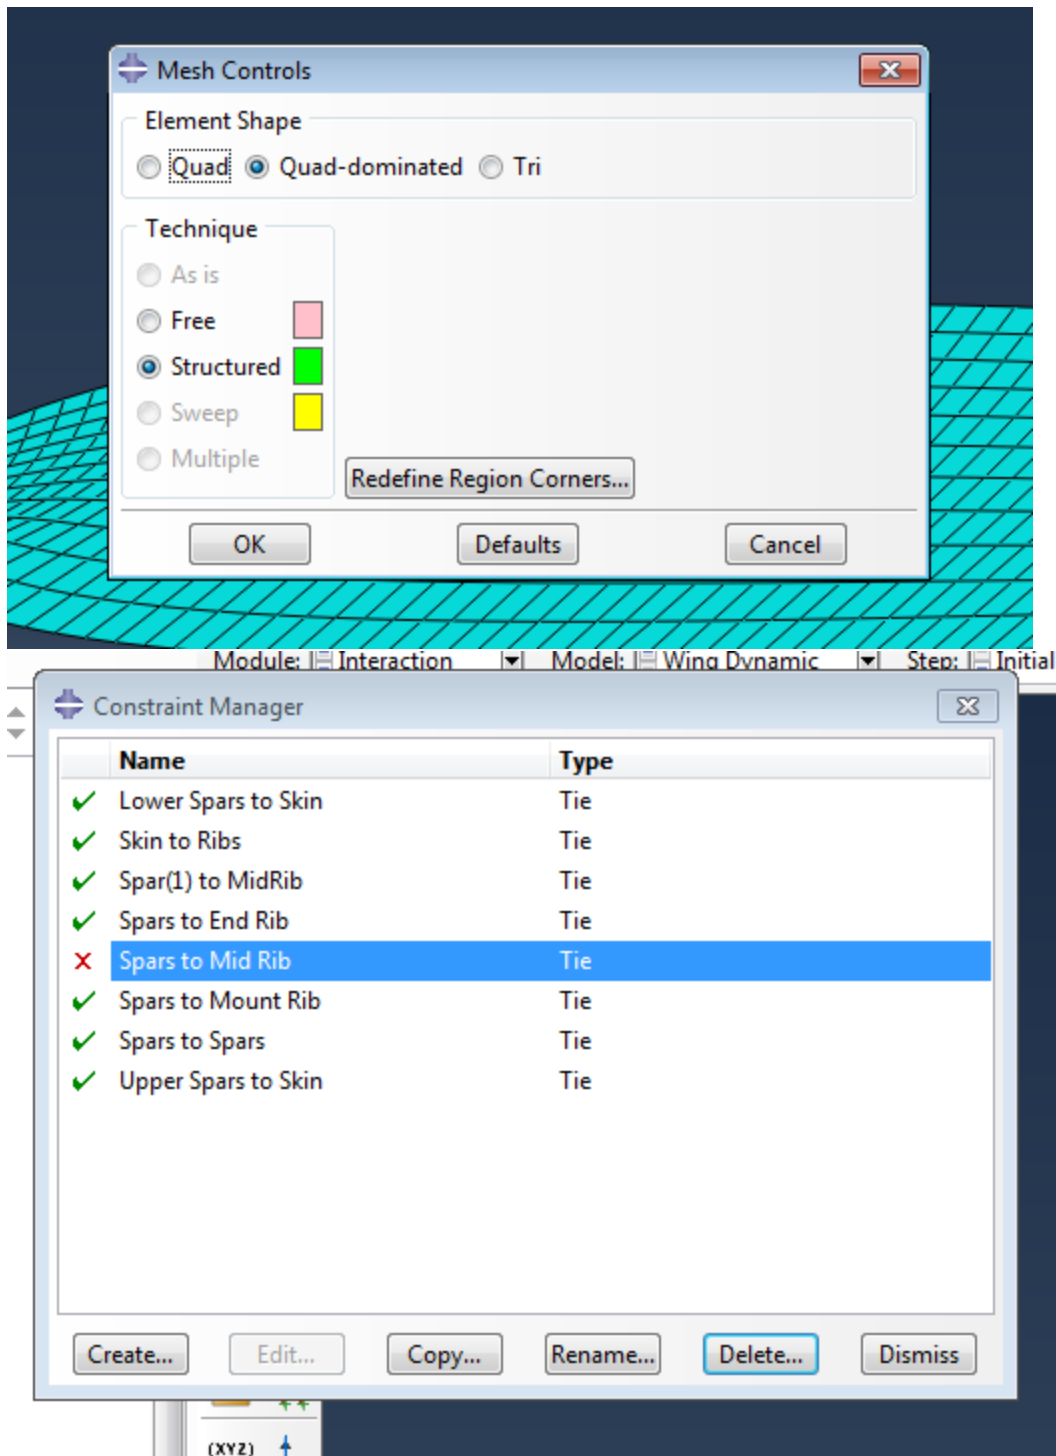 Mesh Controls
Element Shape
Quad Quad-dominated Tri
Technique
As is
Free
Structured
Sweep
Multiple
Redefine Region Corners...
OK Defaults Cancel
Module: Interaction Model: Wing Dynamic Step: Initial
Constraint Manager
Name Type
Lower Spars to Skin Tie
Skin to Ribs Tie
Spar(1) to MidRib Tie
Spars to End Rib Tie
Spars to Mid Rib Tie
Spars to Mount Rib Tie
Spars to Spars Tie
Upper Spars to Skin Tie
Create... Edit... Copy... Rename... Delete... Dismiss
(XYZ)